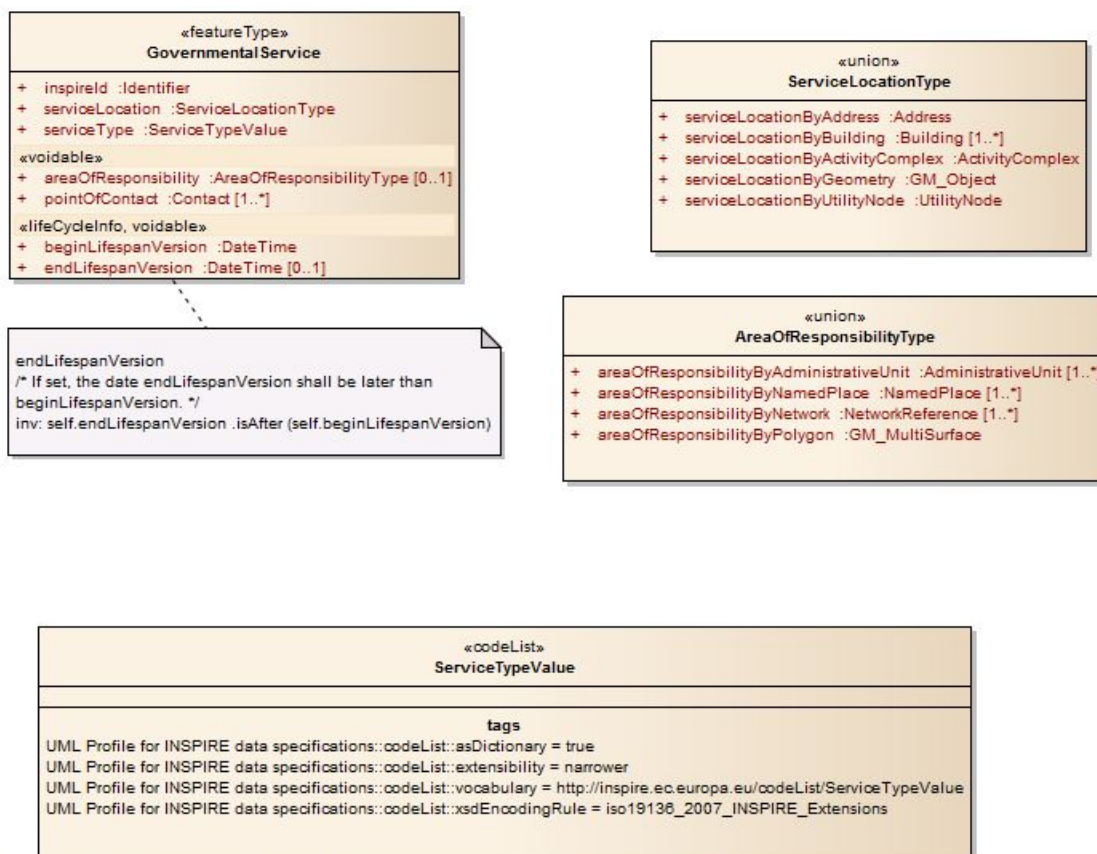 «featureType»
GovernmentalService
+ inspireId :Identifier
+ serviceLocation :ServiceLocationType
+ serviceType :ServiceTypeValue
«voidable»
+ areaOfResponsibility :AreaOfResponsibilityType [0..1]
+ pointOfContact :Contact [1..*]
«lifeCycleInfo, voidable»
+ beginLifespanVersion :DateTime
+ endLifespanVersion :DateTime [0..1]
endLifespanVersion
/* If set, the date endLifespanVersion shall be later than
beginLifespanVersion. */
inv: self.endLifespanVersion .isAfter (self.beginLifespanVersion)
«union»
ServiceLocationType
+ serviceLocationByAddress :Address
+ serviceLocationByBuilding :Building [1..*]
+ serviceLocationByActivityComplex :ActivityComplex
+ serviceLocationByGeometry :GM_Object
+ serviceLocationByUtilityNode :UtilityNode
«union»
AreaOfResponsibilityType
+ areaOfResponsibilityByAdministrativeUnit :AdministrativeUnit [1..*]
+ areaOfResponsibilityByNamedPlace :NamedPlace [1..*]
+ areaOfResponsibilityByNetwork :NetworkReference [1..*]
+ areaOfResponsibilityByPolygon :GM_MultiSurface
«codeList»
ServiceTypeValue
tags
UML Profile for INSPIRE data specifications::codeList::asDictionary = true
UML Profile for INSPIRE data specifications::codeList::extensibility = narrower
UML Profile for INSPIRE data specifications::codeList::vocabulary = http://inspire.ec.europa.eu/codeList/ServiceTypeValue
UML Profile for INSPIRE data specifications::codeList::xsdEncodingRule = iso19136_2007_INSPIRE_Extensions